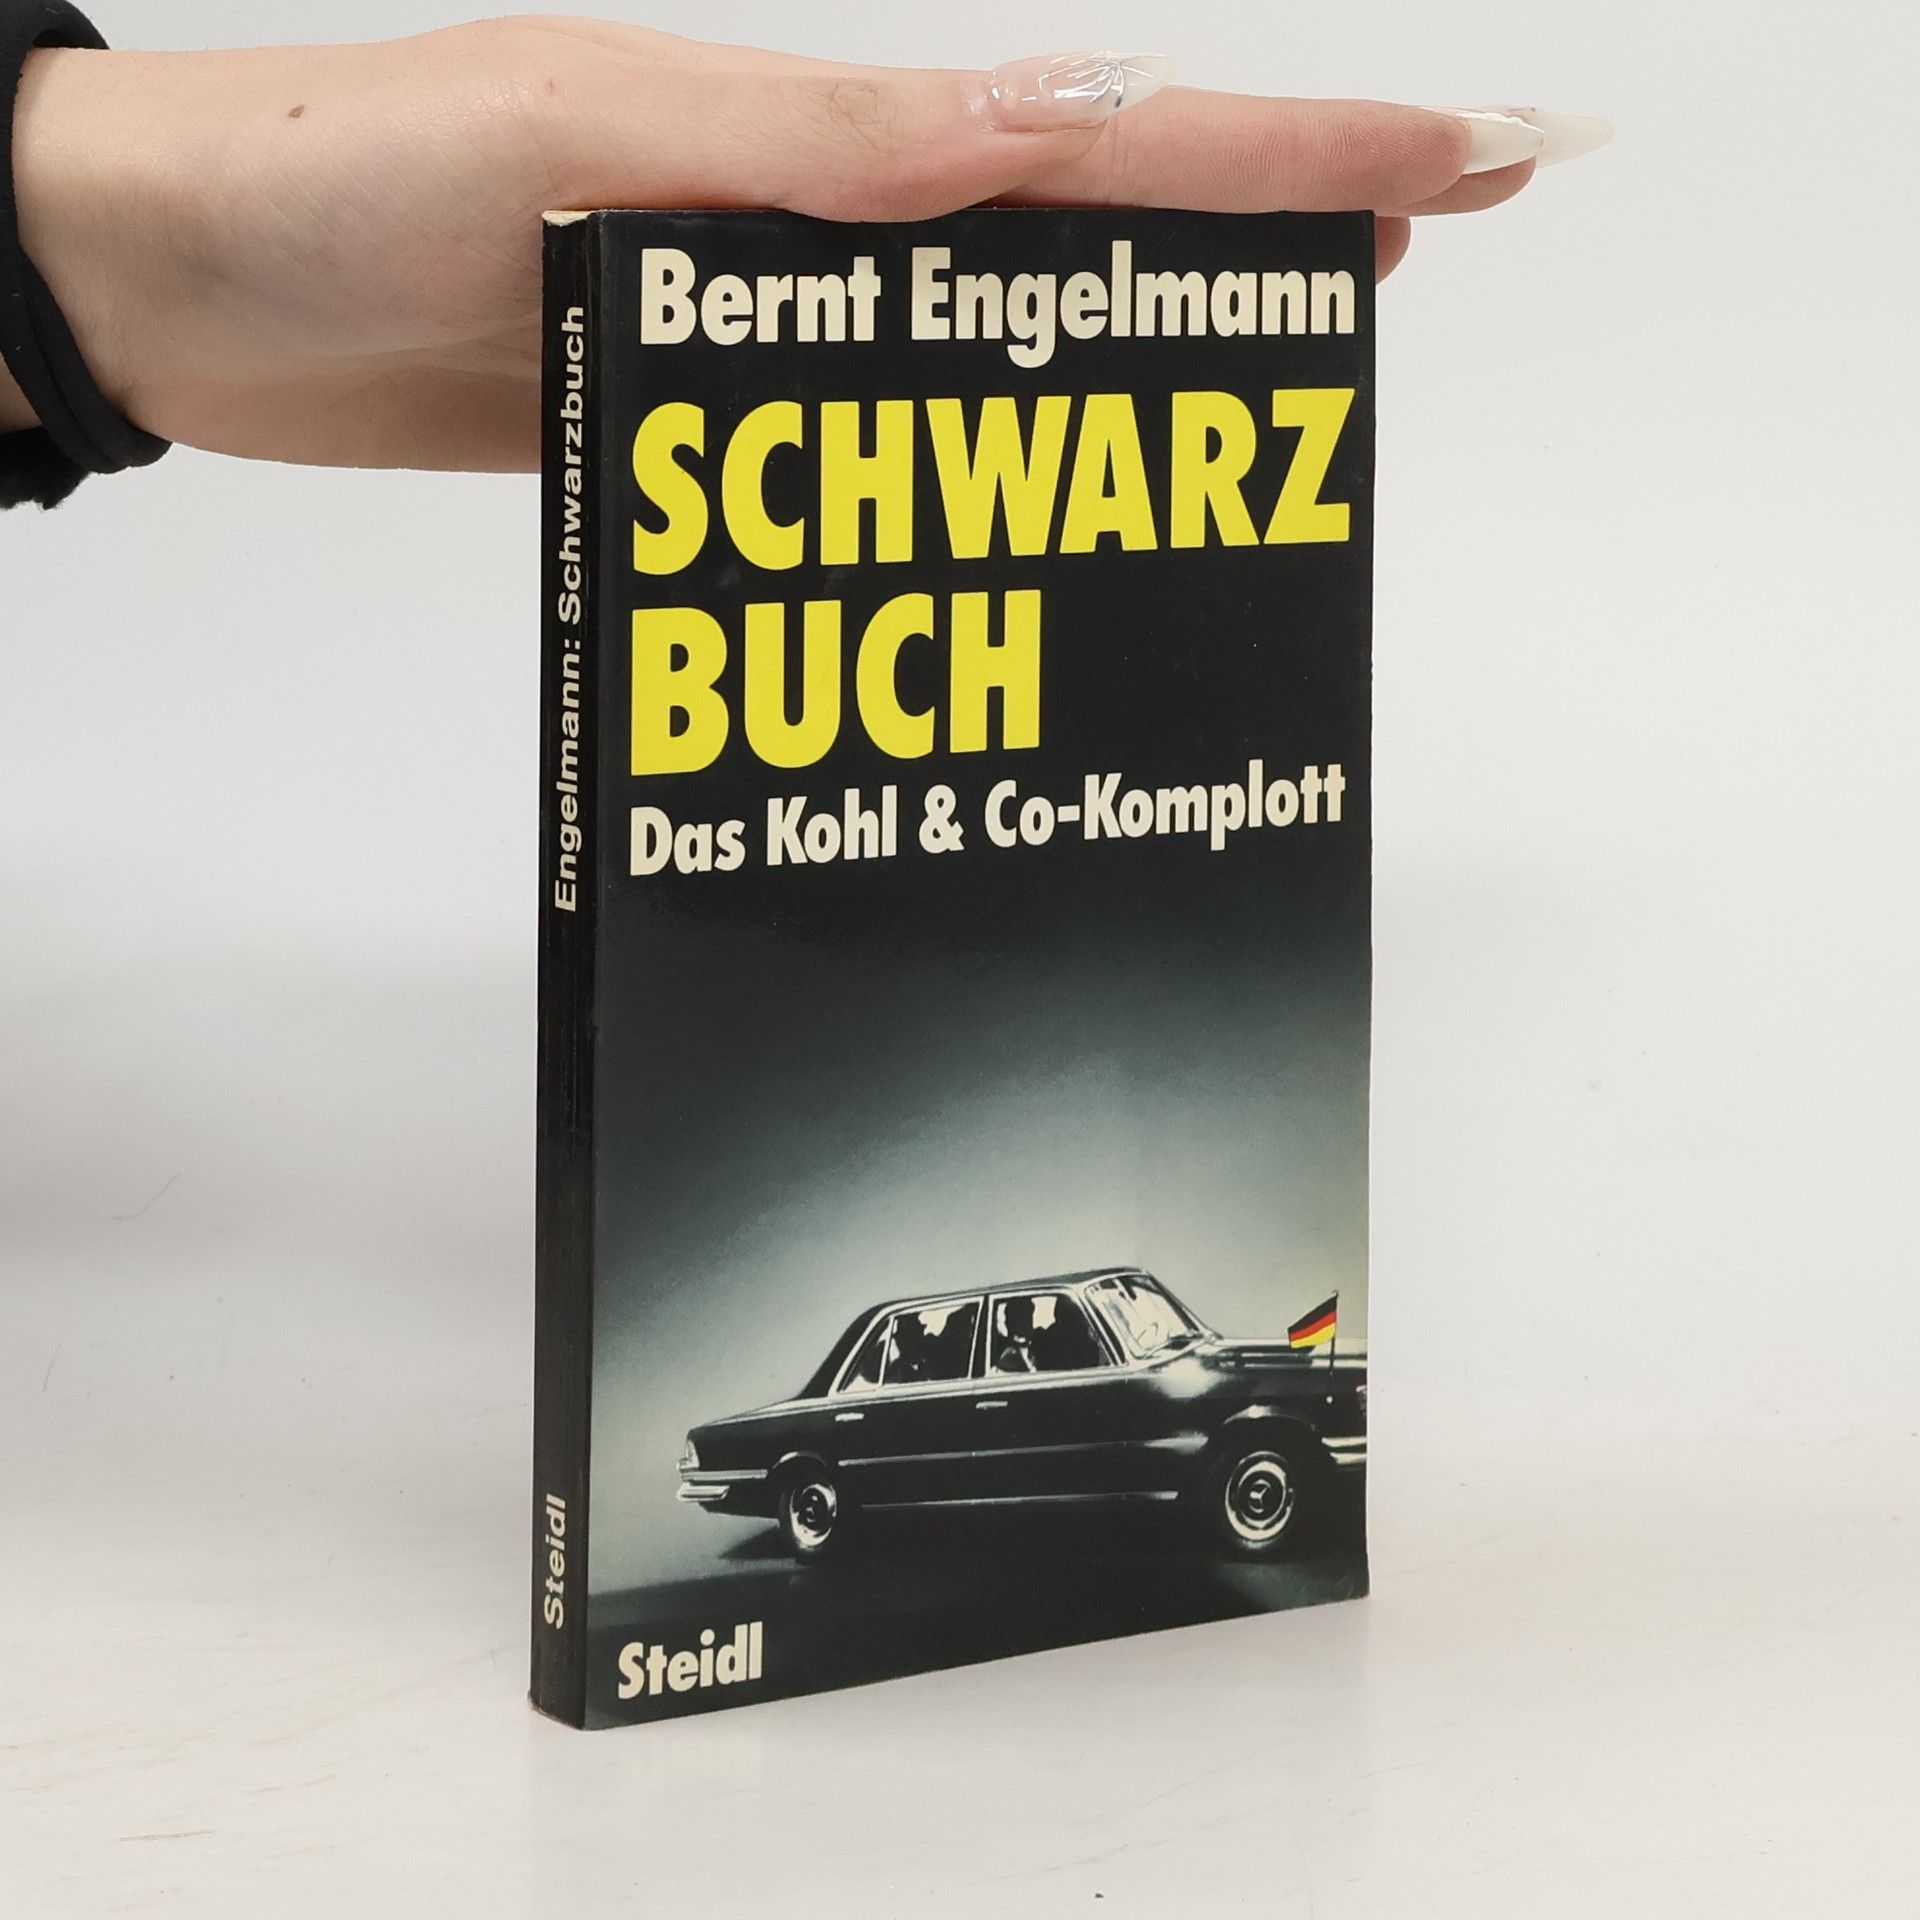 Bernt Engelmann
SCHWARZ
BUCH
Das Kohl & Co-Komplott
Steidl
Engelmann: Schwarzbuch
Steidl